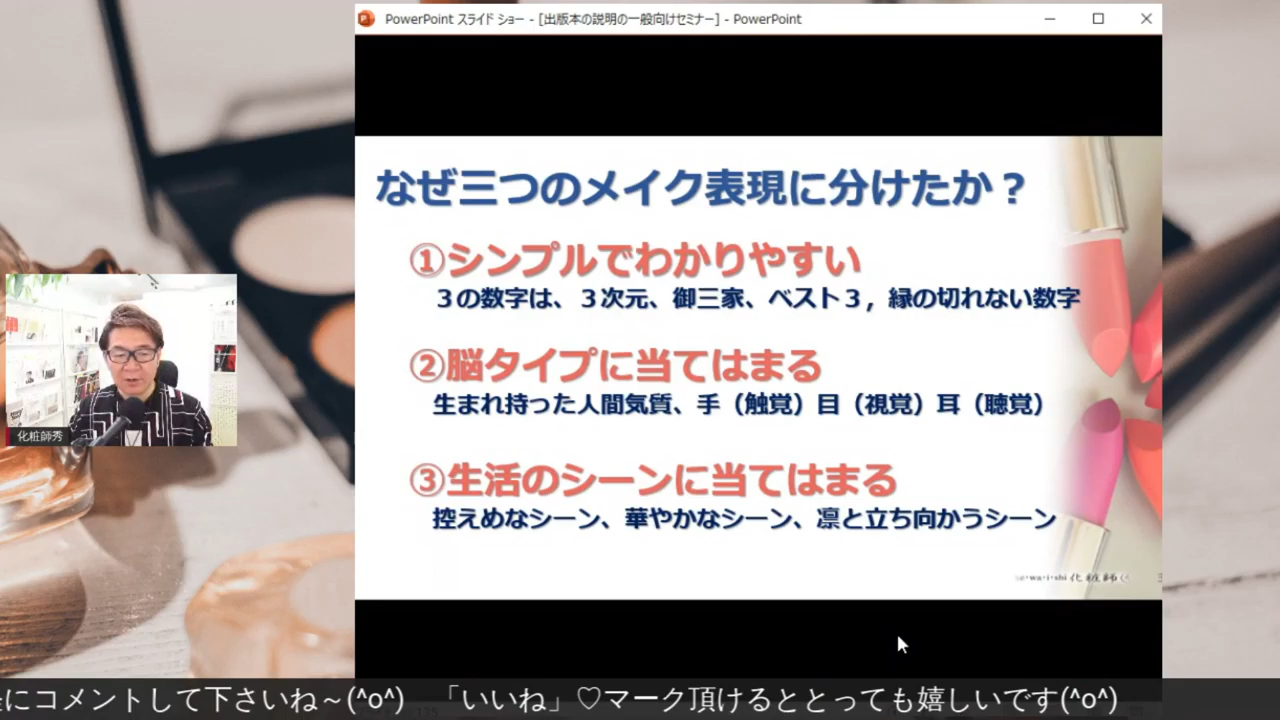 PowerPoint スライド ショー - [出版本の説明の一般向けセミナー] - PowerPoint
なぜ三つのメイク表現に分けたか？
①シンプルでわかりやすい
３の数字は、３次元、御三家、ベスト３，縁の切れない数字
②脳タイプに当てはまる
生まれ持った人間気質、手（触覚）目（視覚）耳（聴覚）
③生活のシーンに当てはまる
控えめなシーン、華やかなシーン、凛と立ち向かうシーン
化粧師秀
にコメントして下さいね～(^o^)　「いいね」♡マーク頂けるととっても嬉しいです(^o^)